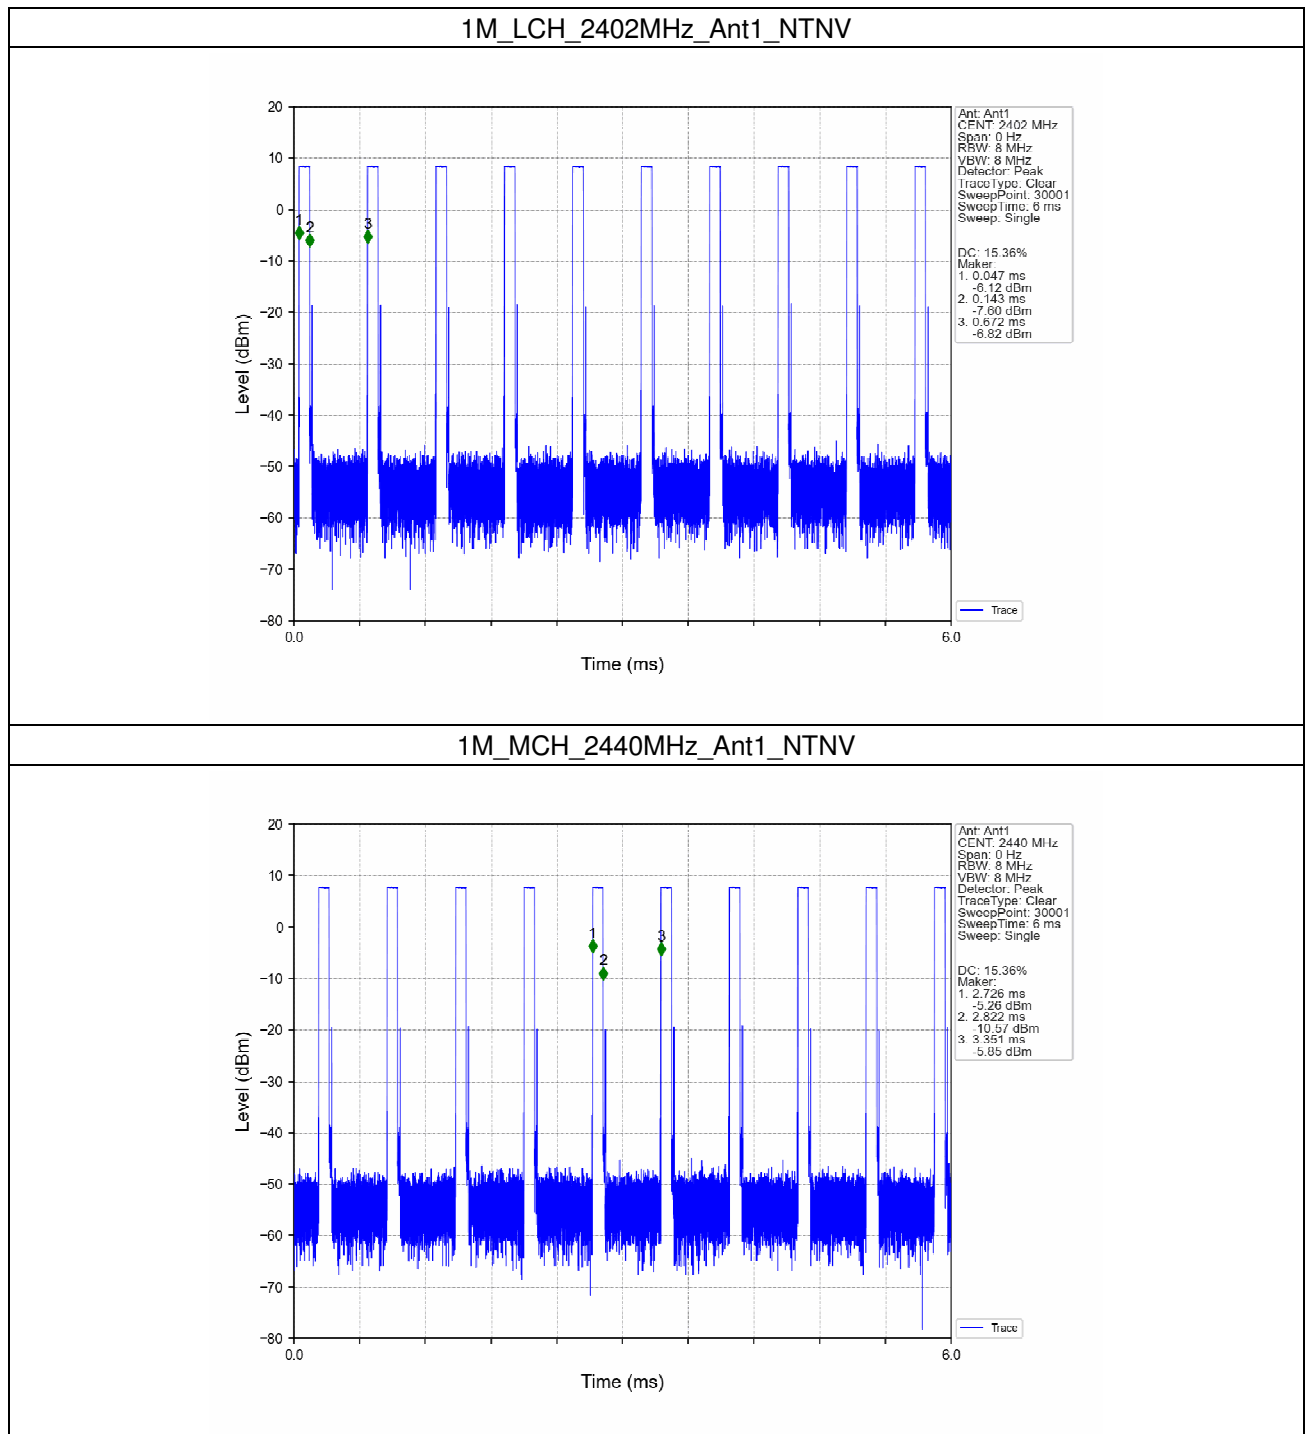 1M_LCH_2402MHz_Ant1_NTNV
20
10
0
−10
−20
−30
−40
−50
−60
−70
−80
Level (dBm)
1
2
3
0.0
6.0
Time (ms)
Ant: Ant1
CENT: 2402 MHz
Span: 0 Hz
RBW: 8 MHz
VBW: 8 MHz
Detector: Peak
TraceType: Clear
SweepPoint: 30001
SweepTime: 6 ms
Sweep: Single
DC: 15.36%
Maker:
1. 0.047 ms
-6.12 dBm
2. 0.143 ms
-7.60 dBm
3. 0.672 ms
-6.82 dBm
Trace
1M_MCH_2440MHz_Ant1_NTNV
20
10
0
−10
−20
−30
−40
−50
−60
−70
−80
Level (dBm)
1
2
3
0.0
6.0
Time (ms)
Ant: Ant1
CENT: 2440 MHz
Span: 0 Hz
RBW: 8 MHz
VBW: 8 MHz
Detector: Peak
TraceType: Clear
SweepPoint: 30001
SweepTime: 6 ms
Sweep: Single
DC: 15.36%
Maker:
1. 2.726 ms
-5.26 dBm
2. 2.822 ms
-10.57 dBm
3. 3.351 ms
-5.85 dBm
Trace